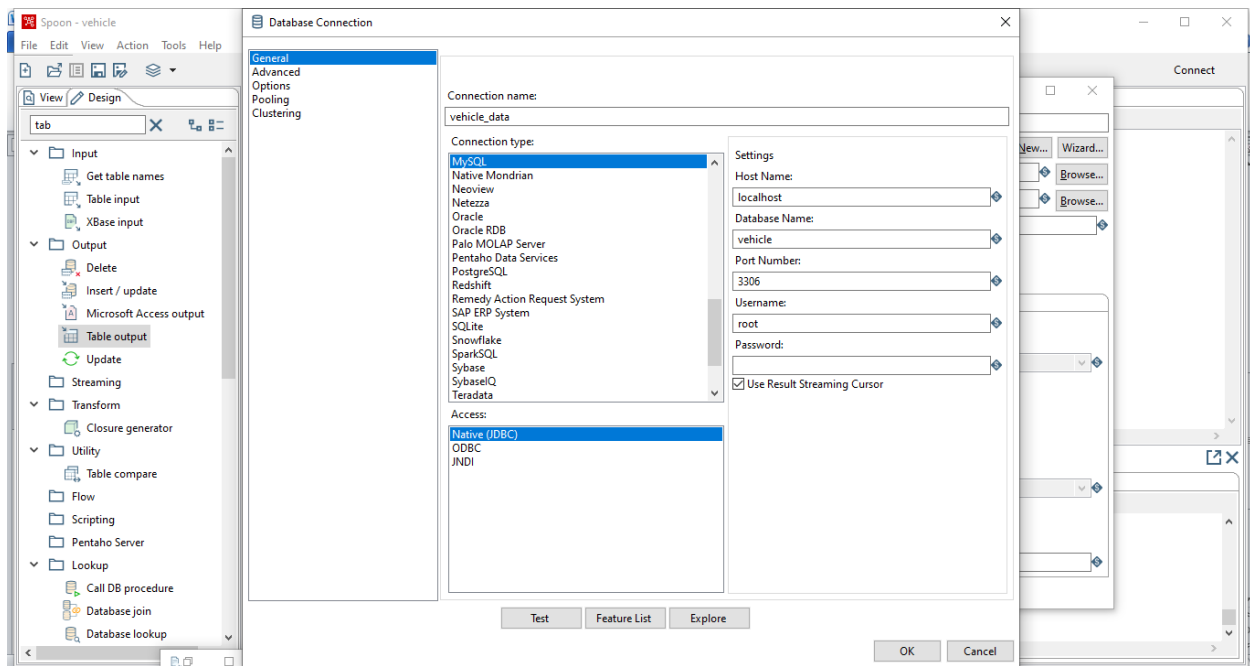 Spoon - vehicle
File Edit View Action Tools Help
View Design
tab
Input
Get table names
Table input
XBase input
Output
Delete
Insert / update
Microsoft Access output
Table output
Update
Streaming
Transform
Closure generator
Utility
Table compare
Flow
Scripting
Pentaho Server
Lookup
Call DB procedure
Database join
Database lookup
Database Connection
General
Advanced
Options
Pooling
Clustering
Connection name:
vehicle_data
Connection type:
MySQL
Native Mondrian
Neoview
Netezza
Oracle
Oracle RDB
Palo MOLAP Server
Pentaho Data Services
PostgreSQL
Redshift
Remedy Action Request System
SAP ERP System
SQLite
Snowflake
SparkSQL
Sybase
SybaseIQ
Teradata
Access:
Native (JDBC)
ODBC
JNDI
Settings
Host Name:
localhost
Database Name:
vehicle
Port Number:
3306
Username:
root
Password:
Use Result Streaming Cursor
Test Feature List Explore
OK Cancel
Connect
New... Wizard...
Browse...
Browse...